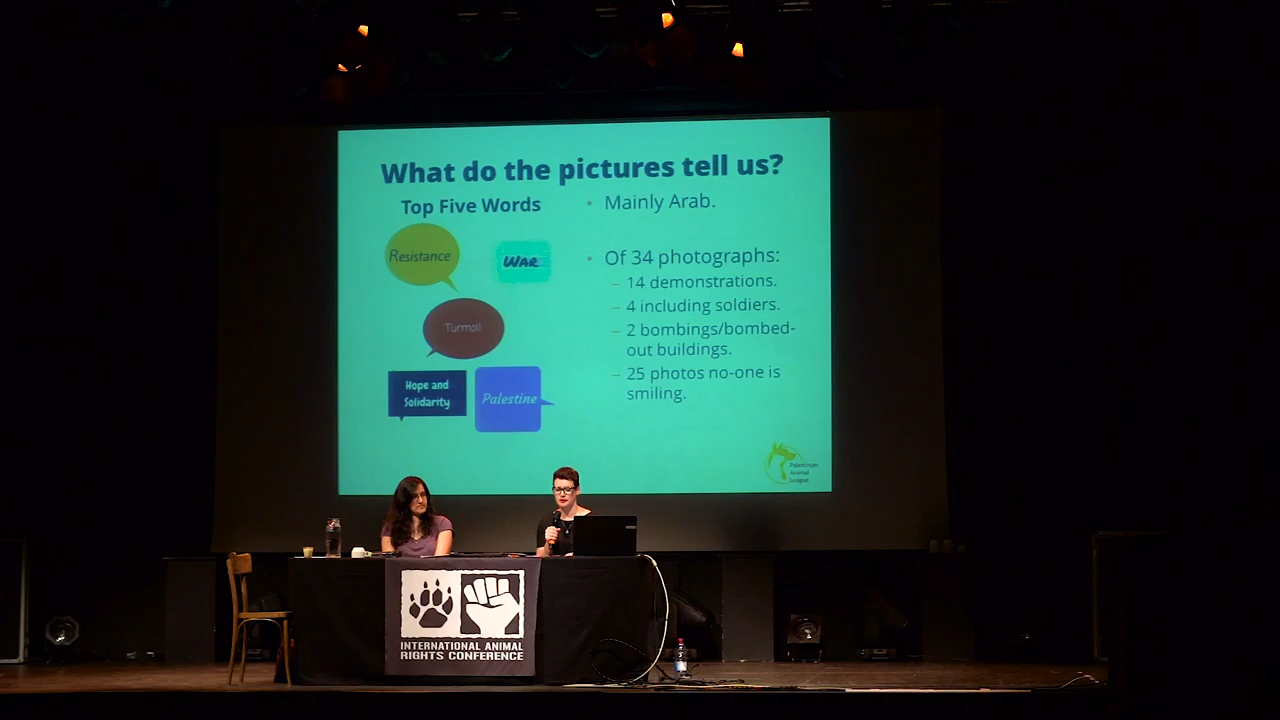 What do the pictures tell us?
Top Five Words
Resistance
WAR
Turmoil
Hope and
Solidarity
Palestine
• Mainly Arab.
• Of 34 photographs:
– 14 demonstrations.
– 4 including soldiers.
– 2 bombings/bombed-
out buildings.
– 25 photos no-one is
smiling.
Palestinian
Animal
League
INTERNATIONAL ANIMAL
RIGHTS CONFERENCE